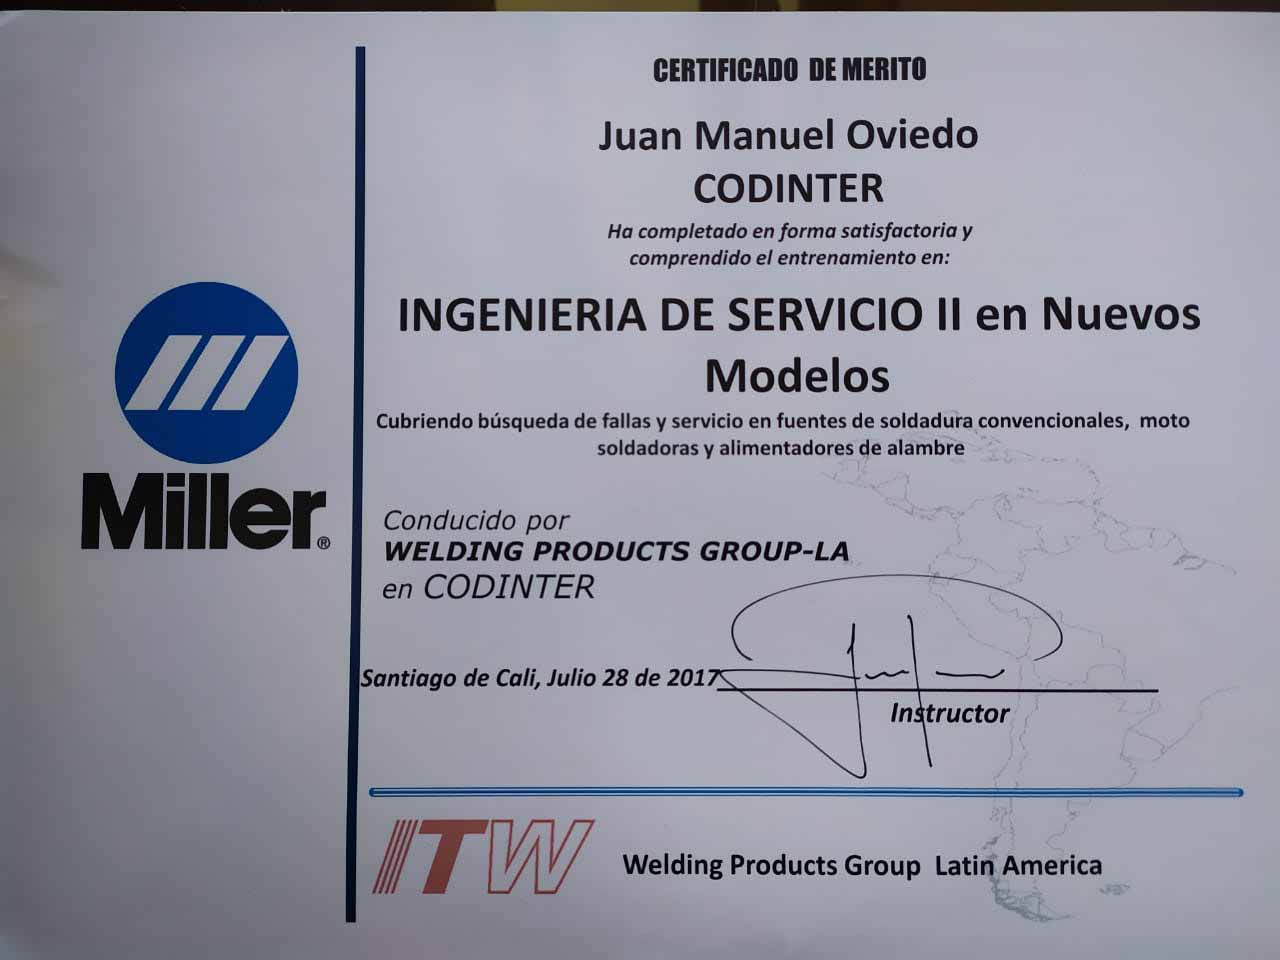 CERTIFICADO DE MERITO
Juan Manuel Oviedo
CODINTER
Ha completado en forma satisfactoria y
comprendido el entrenamiento en:
INGENIERIA DE SERVICIO II en Nuevos
Modelos
Cubriendo búsqueda de fallas y servicio en fuentes de soldadura convencionales, moto
soldadoras y alimentadores de alambre
Miller®
Conducido por
WELDING PRODUCTS GROUP-LA
en CODINTER
Santiago de Cali, Julio 28 de 2017
Instructor
ITW
Welding Products Group Latin America